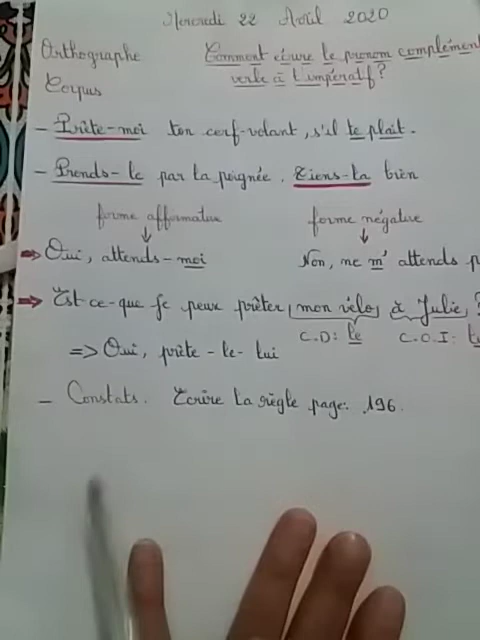 Mercredi 22 Avril 2020
Orthographe Comment écrire le pronom complément
verbe à l'impératif?
Corpus
- Prête-moi ton cerf-volant, s'il te plaît.
- Prends-le par la poignée. Tiens-la bien
forme affirmative forme négative
Oui, attends-moi Non, ne m'attends
Est-ce-que je peux prêter mon vélo à Julie, ?
C.D: le C.O.I:
=> Oui, prête-le-lui
- Constats. Ecrire la règle page: 196.